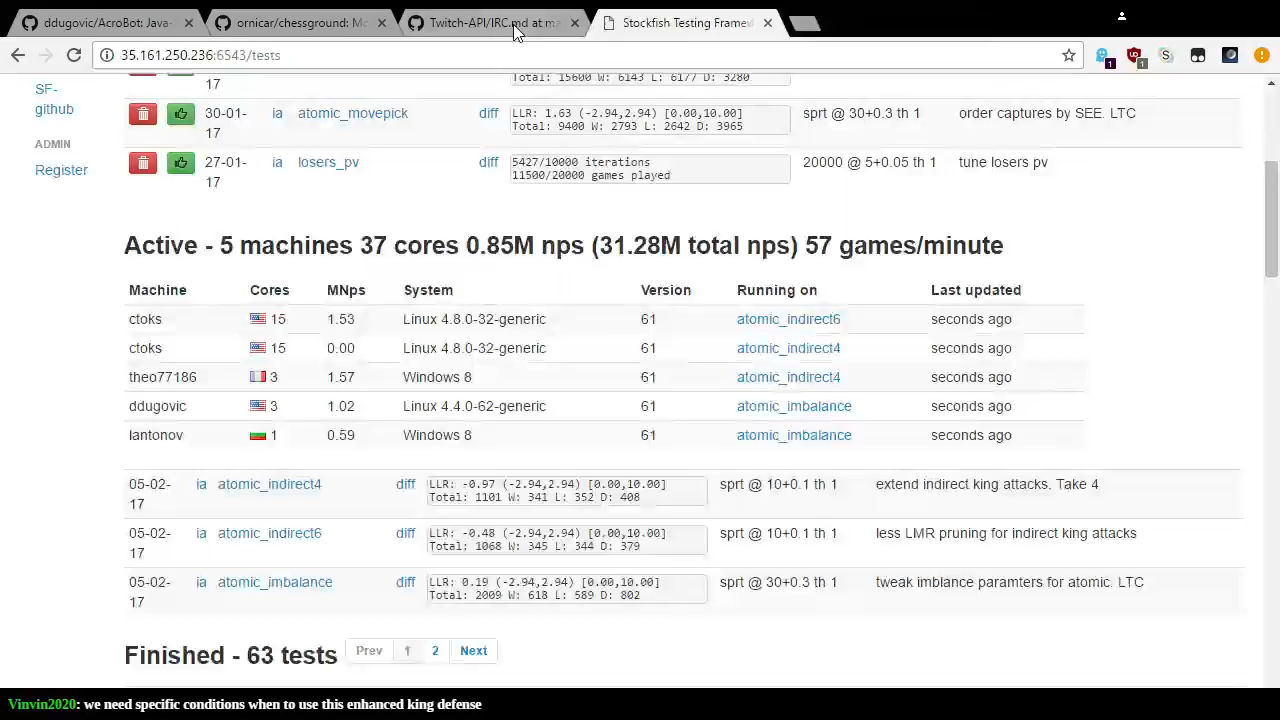 ddugovic/AcroBot: Java-
ornicar/chessground: Mo
Twitch-API/IRC.md at ma
Stockfish Testing Framew
35.161.250.236:6543/tests
1
1
S
SF-
github
ADMIN
Register
Total: 15600 W: 6143 L: 6177 D: 3280
17
30-01-
17
ia atomic_movepick diff
LLR: 1.63 (-2.94,2.94) [0.00,10.00]
Total: 9400 W: 2793 L: 2642 D: 3965
sprt @ 30+0.3 th 1 order captures by SEE. LTC
27-01-
17
ia losers_pv diff
5427/10000 iterations
11500/20000 games played
20000 @ 5+0.05 th 1 tune losers pv
Active - 5 machines 37 cores 0.85M nps (31.28M total nps) 57 games/minute
Machine Cores MNps System Version Running on Last updated
ctoks 15 1.53 Linux 4.8.0-32-generic 61 atomic_indirect6 seconds ago
ctoks 15 0.00 Linux 4.8.0-32-generic 61 atomic_indirect4 seconds ago
theo77186 3 1.57 Windows 8 61 atomic_indirect4 seconds ago
ddugovic 3 1.02 Linux 4.4.0-62-generic 61 atomic_imbalance seconds ago
lantonov 1 0.59 Windows 8 61 atomic_imbalance seconds ago
05-02-
17
ia atomic_indirect4 diff
LLR: -0.97 (-2.94,2.94) [0.00,10.00]
Total: 1101 W: 341 L: 352 D: 408
sprt @ 10+0.1 th 1 extend indirect king attacks. Take 4
05-02-
17
ia atomic_indirect6 diff
LLR: -0.48 (-2.94,2.94) [0.00,10.00]
Total: 1068 W: 345 L: 344 D: 379
sprt @ 10+0.1 th 1 less LMR pruning for indirect king attacks
05-02-
17
ia atomic_imbalance diff
LLR: 0.19 (-2.94,2.94) [0.00,10.00]
Total: 2009 W: 618 L: 589 D: 802
sprt @ 30+0.3 th 1 tweak imblance paramters for atomic. LTC
Finished - 63 tests Prev 1 2 Next
Vinvin2020: we need specific conditions when to use this enhanced king defense